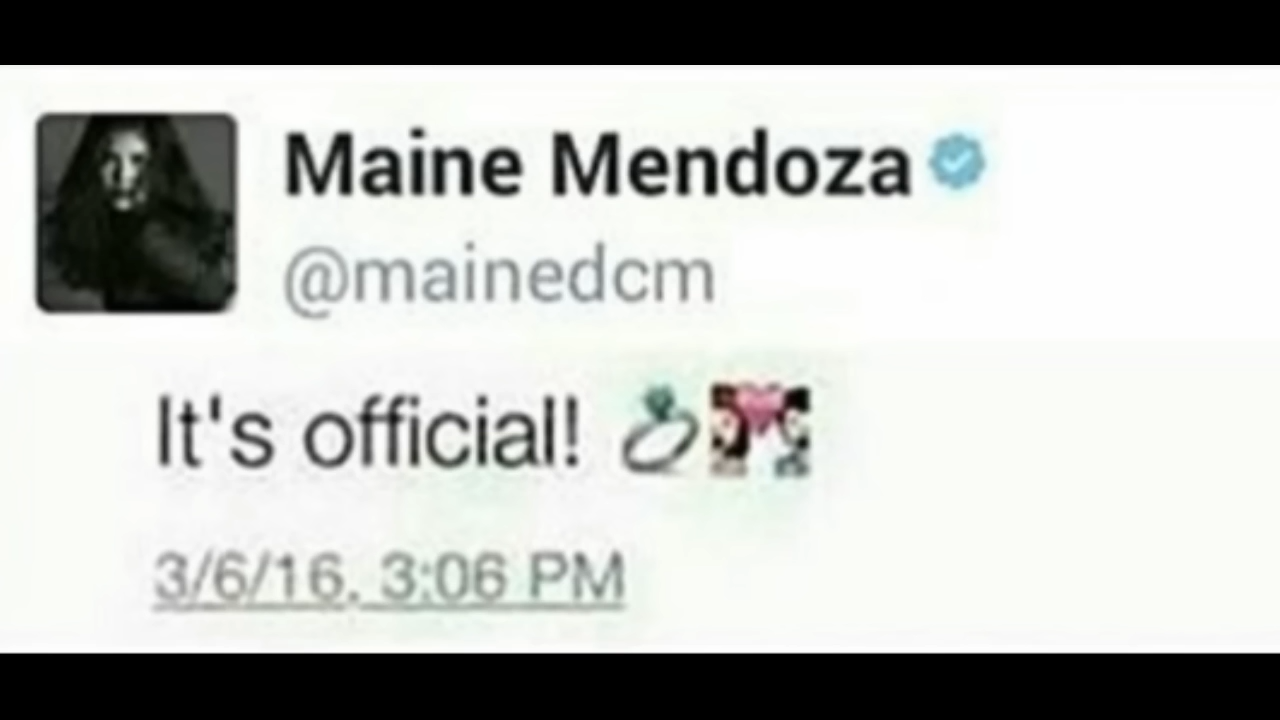 Maine Mendoza
@mainedcm
It's official! 💍💑
3/6/16, 3:06 PM